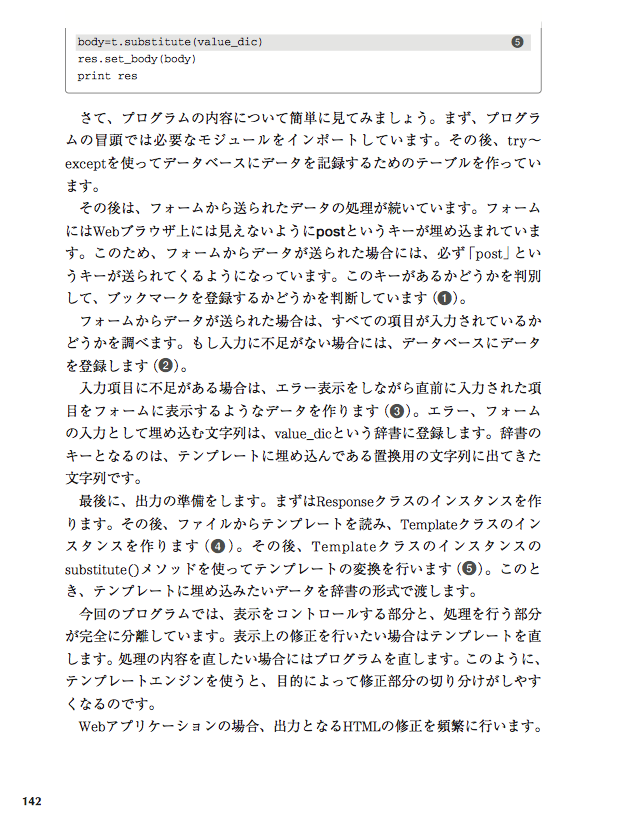 body=t.substitute(value_dic) ❺
res.set_body(body)
print res
さて、プログラムの内容について簡単に見てみましょう。まず、プログラ
ムの冒頭では必要なモジュールをインポートしています。その後、try〜
exceptを使ってデータベースにデータを記録するためのテーブルを作ってい
ます。
その後は、フォームから送られたデータの処理が続いています。フォーム
にはWebブラウザ上には見えないようにpostというキーが埋め込まれていま
す。このため、フォームからデータが送られた場合には、必ず「post」とい
うキーが送られてくるようになっています。このキーがあるかどうかを判別
して、ブックマークを登録するかどうかを判断しています（❶）。
フォームからデータが送られた場合は、すべての項目が入力されているか
どうかを調べます。もし入力に不足がない場合には、データベースにデータ
を登録します（❷）。
入力項目に不足がある場合は、エラー表示をしながら直前に入力された項
目をフォームに表示するようなデータを作ります（❸）。エラー、フォーム
の入力として埋め込む文字列は、value_dicという辞書に登録します。辞書の
キーとなるのは、テンプレートに埋め込んである置換用の文字列に出てきた
文字列です。
最後に、出力の準備をします。まずはResponseクラスのインスタンスを作
ります。その後、ファイルからテンプレートを読み、Templateクラスのイン
スタンスを作ります（❹）。その後、Templateクラスのインスタンスの
substitute()メソッドを使ってテンプレートの変換を行います（❺）。このと
き、テンプレートに埋め込みたいデータを辞書の形式で渡します。
今回のプログラムでは、表示をコントロールする部分と、処理を行う部分
が完全に分離しています。表示上の修正を行いたい場合はテンプレートを直
します。処理の内容を直したい場合にはプログラムを直します。このように、
テンプレートエンジンを使うと、目的によって修正部分の切り分けがしやす
くなるのです。
Webアプリケーションの場合、出力となるHTMLの修正を頻繁に行います。
142